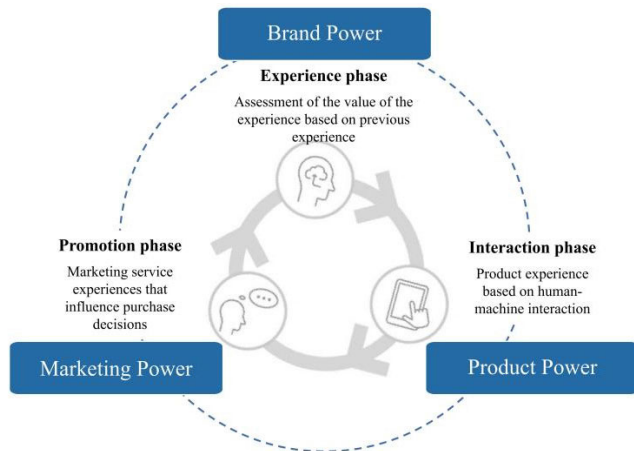 Brand Power
Experience phase
Assessment of the value of the
experience based on previous
experience
Promotion phase
Marketing service
experiences that
influence purchase
decisions
Marketing Power
Interaction phase
Product experience
based on human-
machine interaction
Product Power